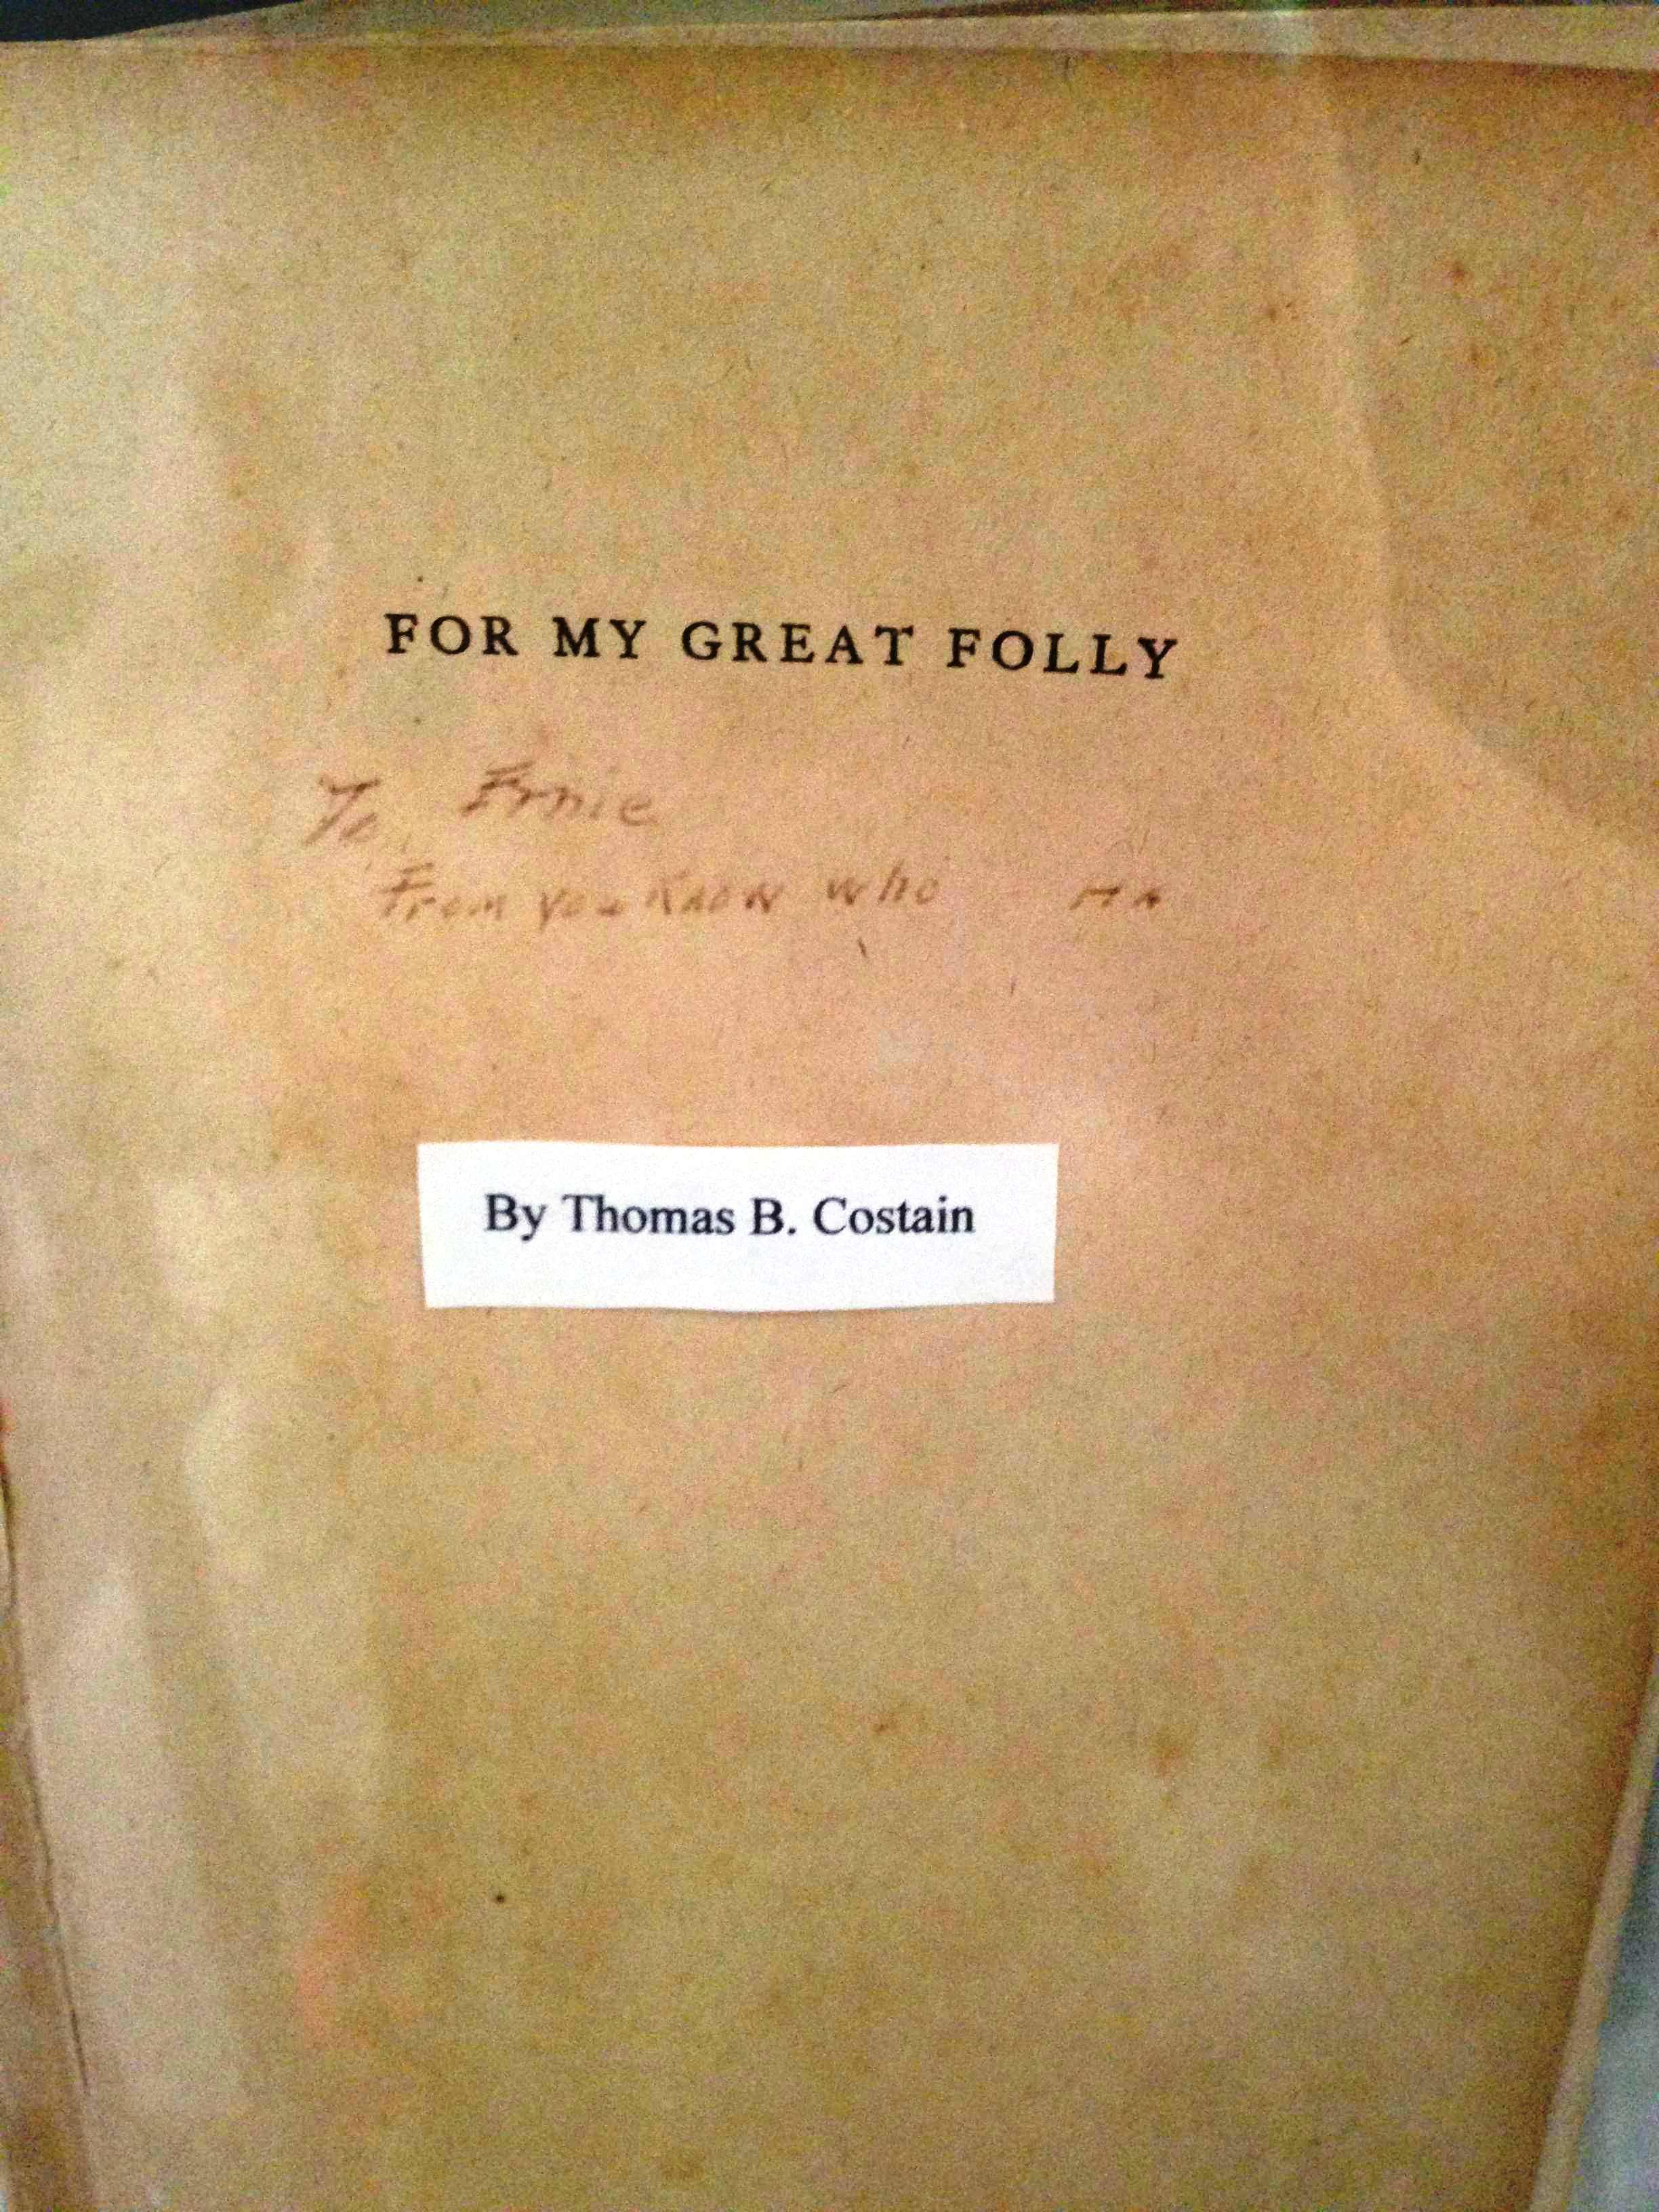 FOR MY GREAT FOLLY
To Ernie
From you Know who
By Thomas B. Costain